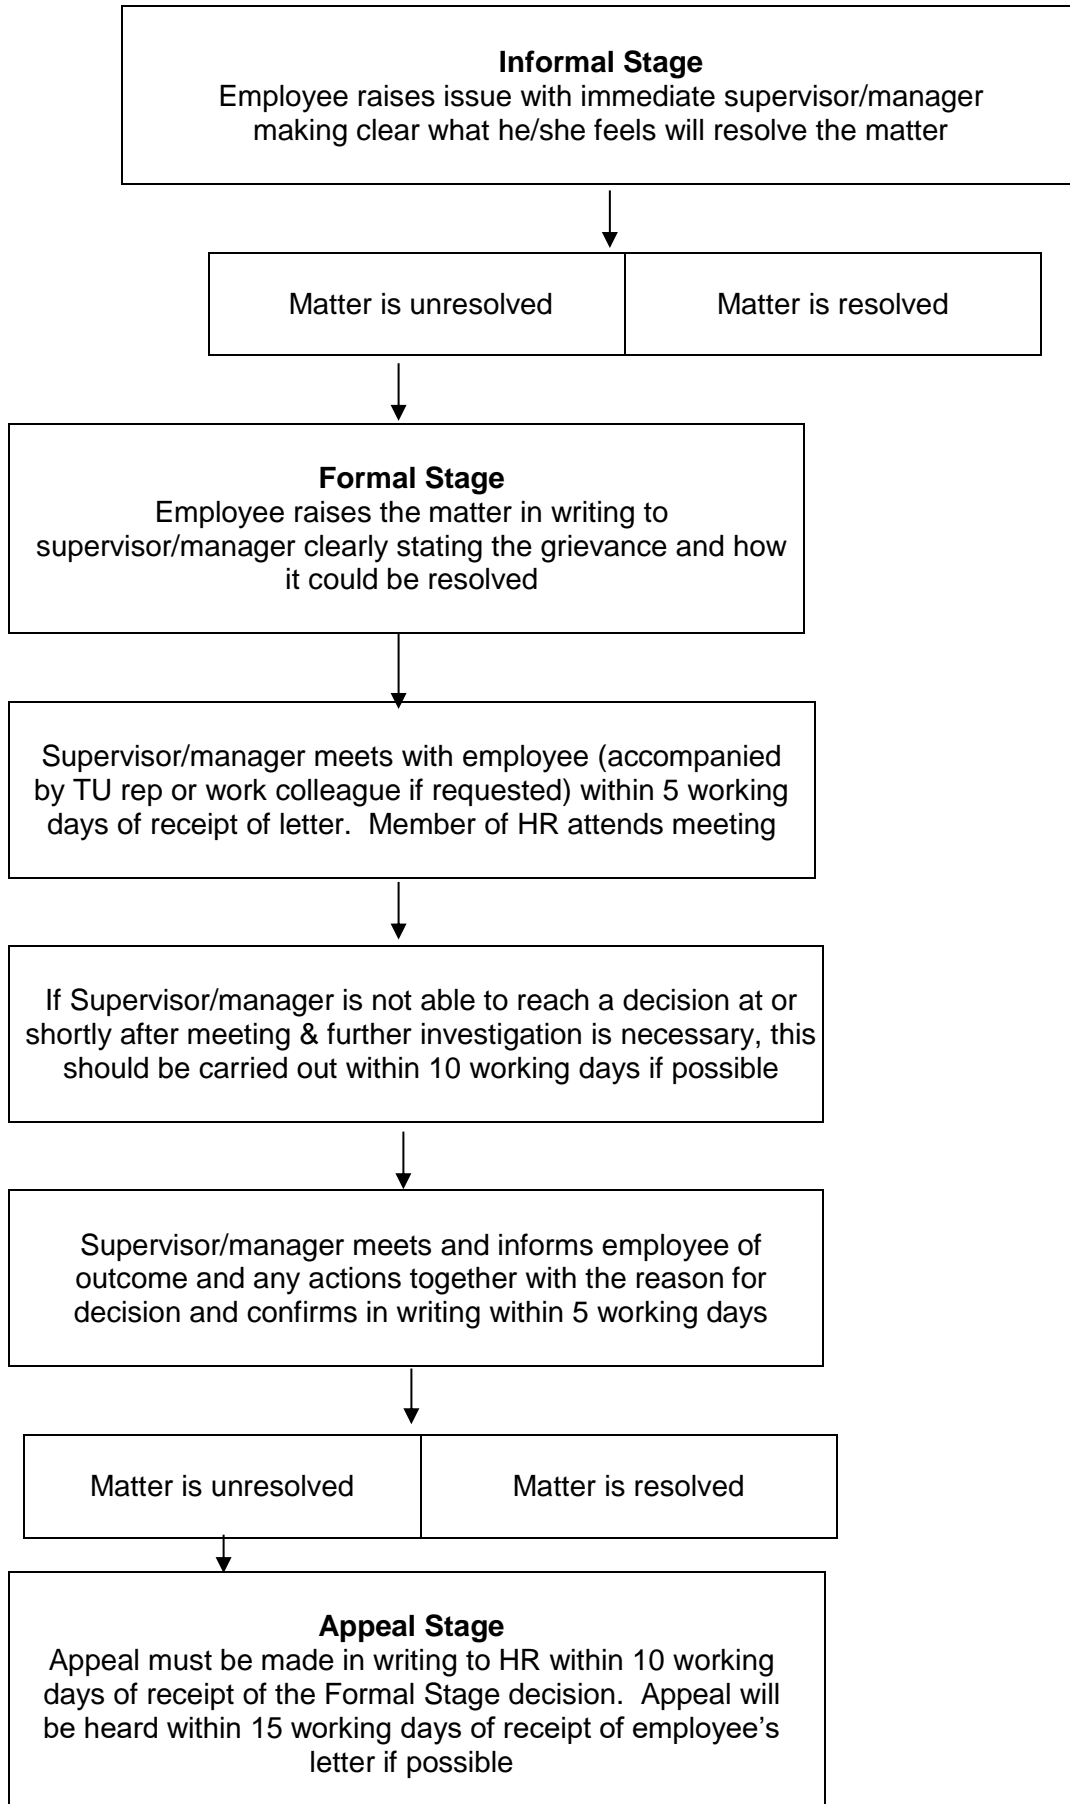 Informal Stage
Employee raises issue with immediate supervisor/manager
making clear what he/she feels will resolve the matter
Matter is unresolved
Matter is resolved
Formal Stage
Employee raises the matter in writing to
supervisor/manager clearly stating the grievance and how
it could be resolved
Supervisor/manager meets with employee (accompanied
by TU rep or work colleague if requested) within 5 working
days of receipt of letter.  Member of HR attends meeting
If Supervisor/manager is not able to reach a decision at or
shortly after meeting & further investigation is necessary, this
should be carried out within 10 working days if possible
Supervisor/manager meets and informs employee of
outcome and any actions together with the reason for
decision and confirms in writing within 5 working days
Matter is unresolved
Matter is resolved
Appeal Stage
Appeal must be made in writing to HR within 10 working
days of receipt of the Formal Stage decision.  Appeal will
be heard within 15 working days of receipt of employee’s
letter if possible